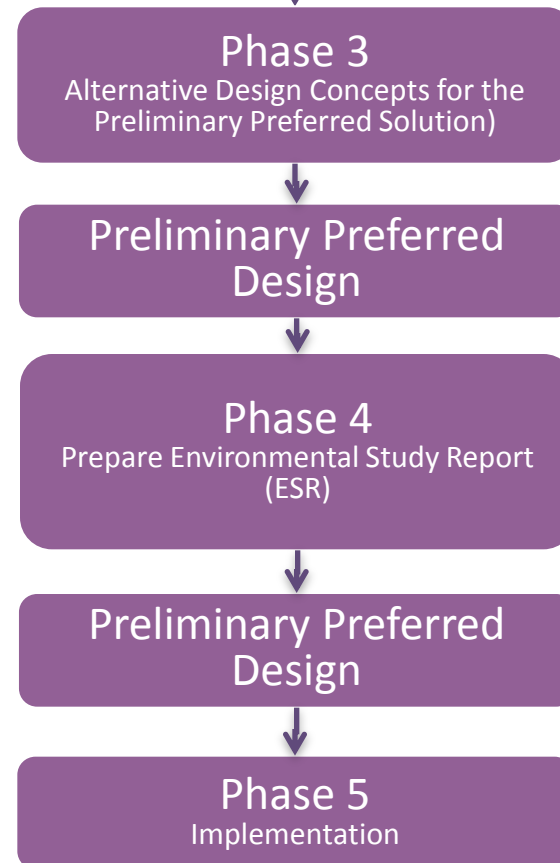 Phase 3
Alternative Design Concepts for the
Preliminary Preferred Solution)
Preliminary Preferred
Design
Phase 4
Prepare Environmental Study Report
(ESR)
Preliminary Preferred
Design
Phase 5
Implementation